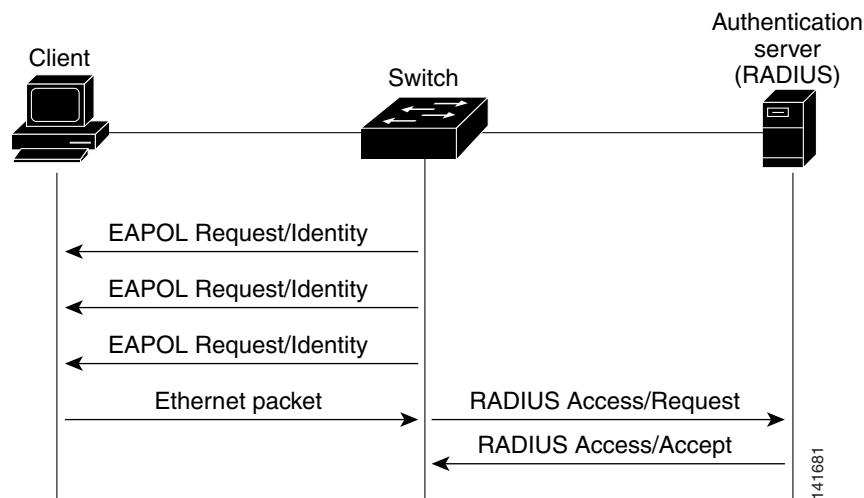 Client
Switch
Authentication
server
(RADIUS)
EAPOL Request/Identity
EAPOL Request/Identity
EAPOL Request/Identity
Ethernet packet
RADIUS Access/Request
RADIUS Access/Accept
141681